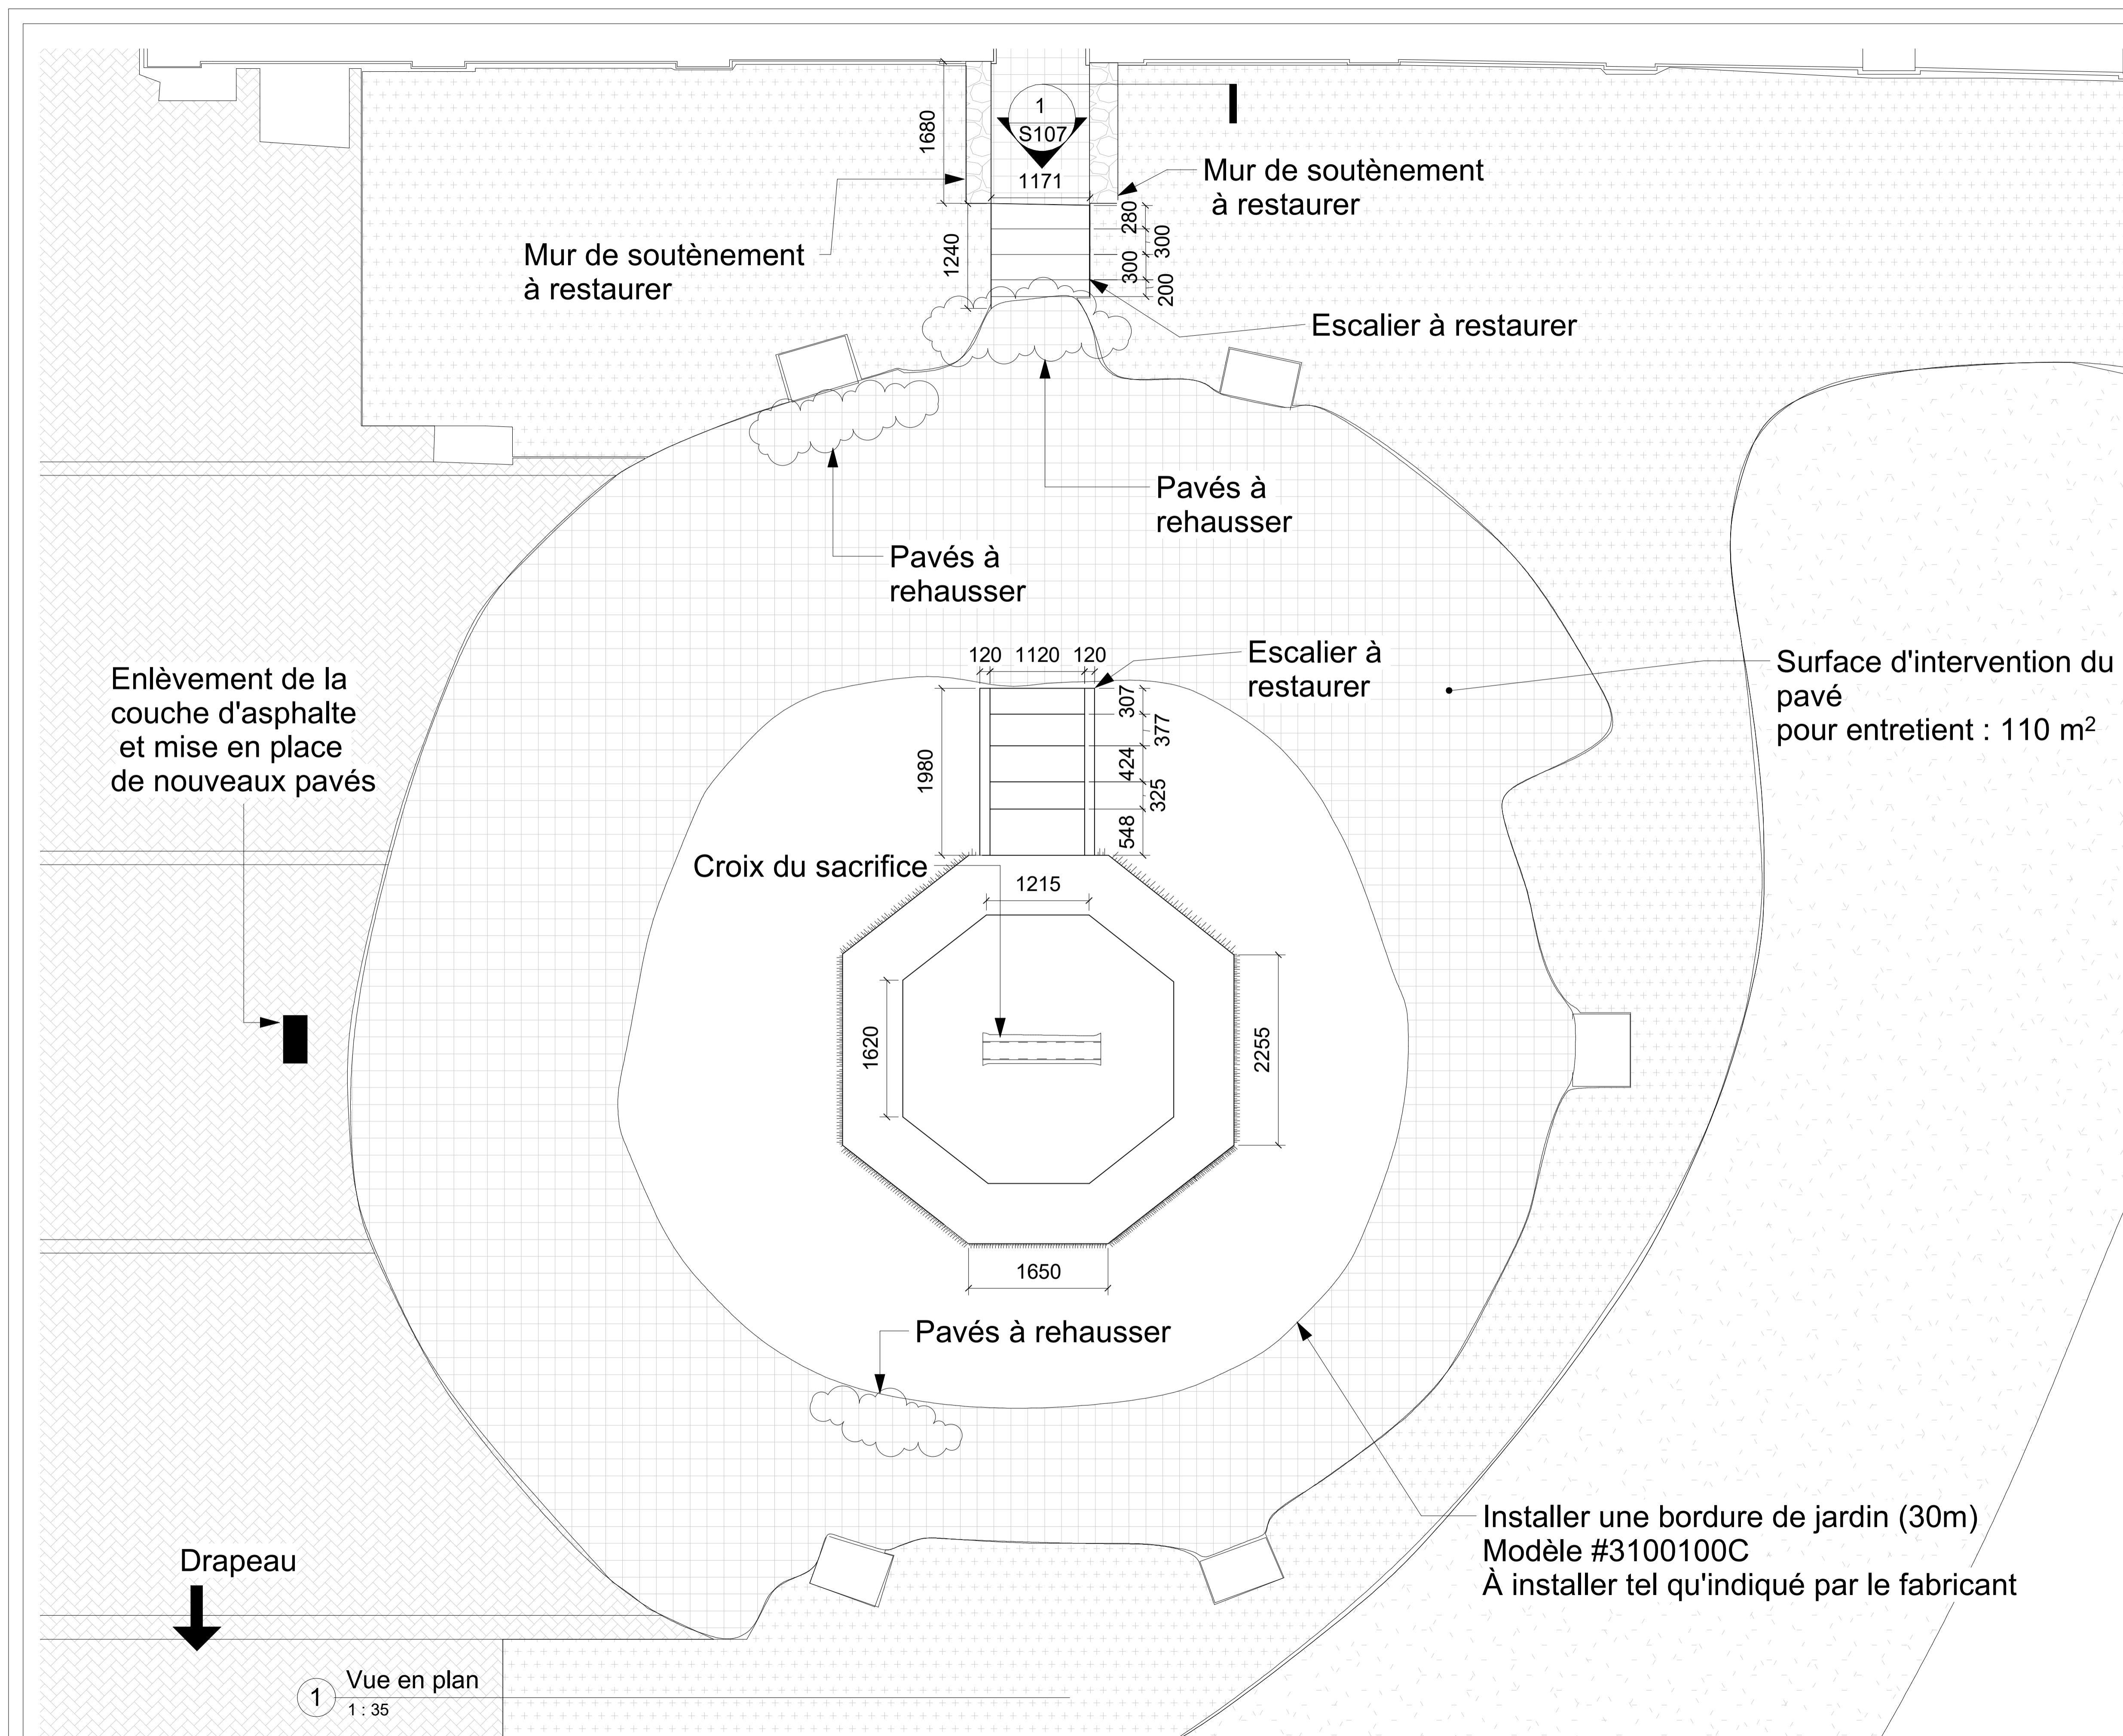 1
S107
1680
1171
Mur de soutènement
à restaurer
Mur de soutènement
à restaurer
1240
280
300
300
200
Escalier à restaurer
Pavés à
rehausser
Pavés à
rehausser
Enlèvement de la
couche d'asphalte
et mise en place
de nouveaux pavés
120
1120
120
Escalier à
restaurer
Surface d'intervention du
pavé
pour entretient : 110 m²
1980
307
377
424
325
548
Croix du sacrifice
1215
1620
2255
1650
Pavés à rehausser
Installer une bordure de jardin (30m)
Modèle #3100100C
À installer tel qu'indiqué par le fabricant
Drapeau
1
Vue en plan
1 : 35